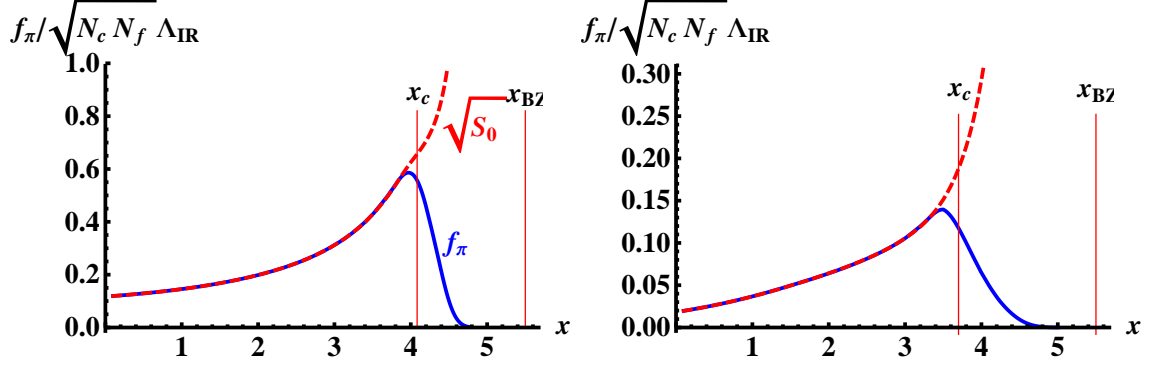 f_π/√N_c N_f Λ_IR
1.0
0.8
0.6
0.4
0.2
0.0
x_c
x_BZ
√S_0
f_π
1 2 3 4 5 x
f_π/√N_c N_f Λ_IR
0.30
0.25
0.20
0.15
0.10
0.05
0.00
x_c
x_BZ
1 2 3 4 5 x